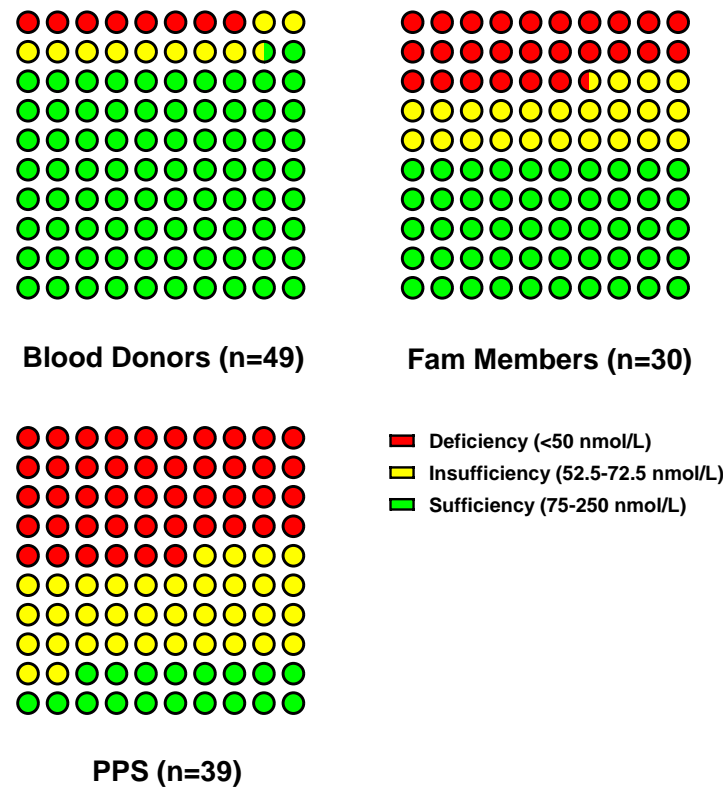 Blood Donors (n=49)
Fam Members (n=30)
Deficiency (<50 nmol/L)
Insufficiency (52.5-72.5 nmol/L)
Sufficiency (75-250 nmol/L)
PPS (n=39)